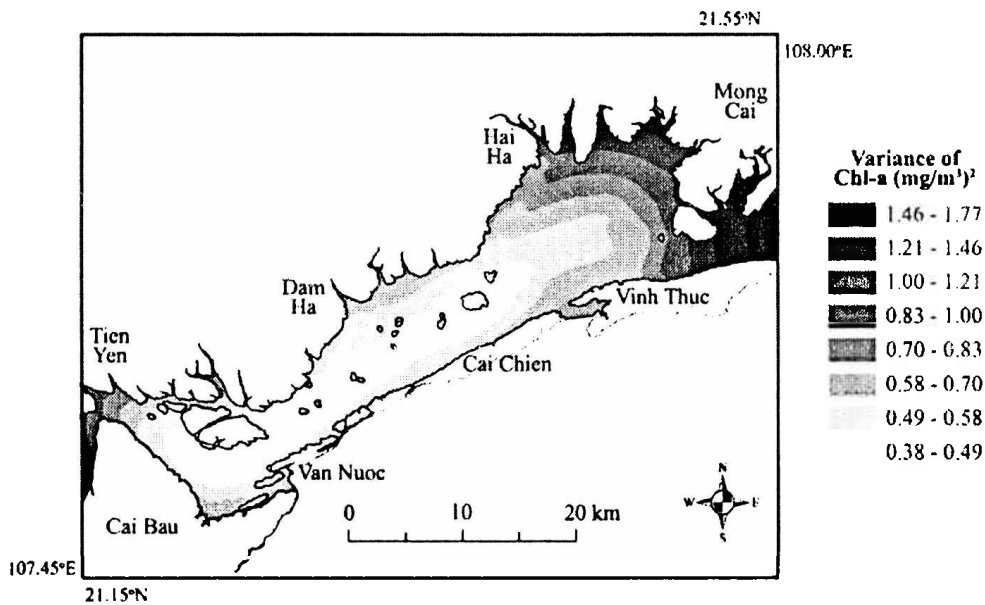 21.55°N
108.00°E
Mong
Cai
Hai
Ha
Variance of
Chl-a (mg/m³)²
1.46 - 1.77
1.21 - 1.46
1.00 - 1.21
0.83 - 1.00
0.70 - 0.83
0.58 - 0.70
0.49 - 0.58
0.38 - 0.49
Vinh Thuc
Dam
Ha
Cai Chien
Tien
Yen
Van Nuoc
Cai Bau
0 10 20 km
N
W E
S
107.45°E
21.15°N